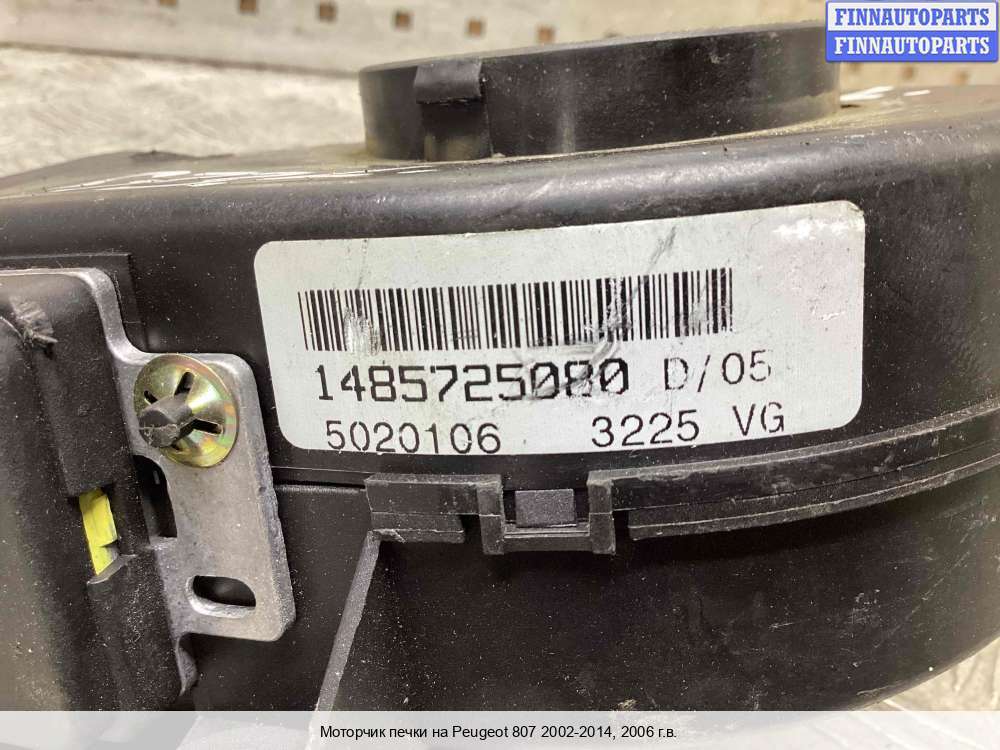 FINNAUTOPARTS
FINNAUTOPARTS
1485725080 D/05
5020106 3225 VG
Моторчик печки на Peugeot 807 2002-2014, 2006 г.в.